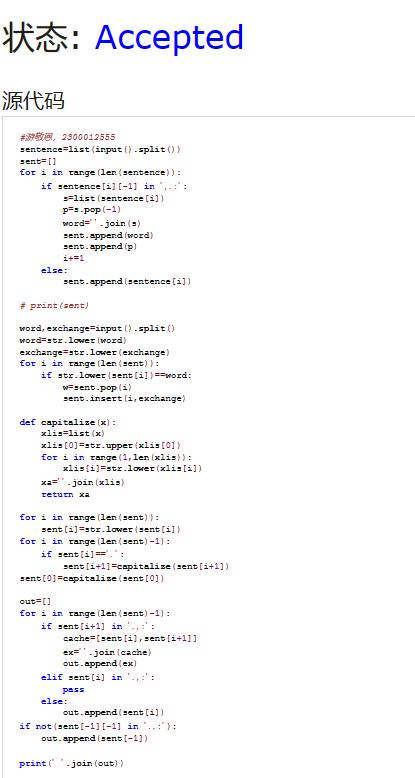 状态: Accepted
源代码
#游敬恩, 2300012555
sentence=list(input().split())
sent=[]
for i in range(len(sentence)):
    if sentence[i][-1] in ',.:':
        s=list(sentence[i])
        p=s.pop(-1)
        word=''.join(s)
        sent.append(word)
        sent.append(p)
        i+=1
    else:
        sent.append(sentence[i])
# print(sent)
word,exchange=input().split()
word=str.lower(word)
exchange=str.lower(exchange)
for i in range(len(sent)):
    if str.lower(sent[i])==word:
        w=sent.pop(i)
        sent.insert(i,exchange)
def capitalize(x):
    xlis=list(x)
    xlis[0]=str.upper(xlis[0])
    for i in range(1,len(xlis)):
        xlis[i]=str.lower(xlis[i])
    xa=''.join(xlis)
    return xa
for i in range(len(sent)):
    sent[i]=str.lower(sent[i])
for i in range(len(sent)-1):
    if sent[i]=='.':
        sent[i+1]=capitalize(sent[i+1])
sent[0]=capitalize(sent[0])
out=[]
for i in range(len(sent)-1):
    if sent[i+1] in '.,:':
        cache=[sent[i],sent[i+1]]
        ex=''.join(cache)
        out.append(ex)
    elif sent[i] in '.,:':
        pass
    else:
        out.append(sent[i])
if not(sent[-1][-1] in '.,:'):
    out.append(sent[-1])
print(' '.join(out))